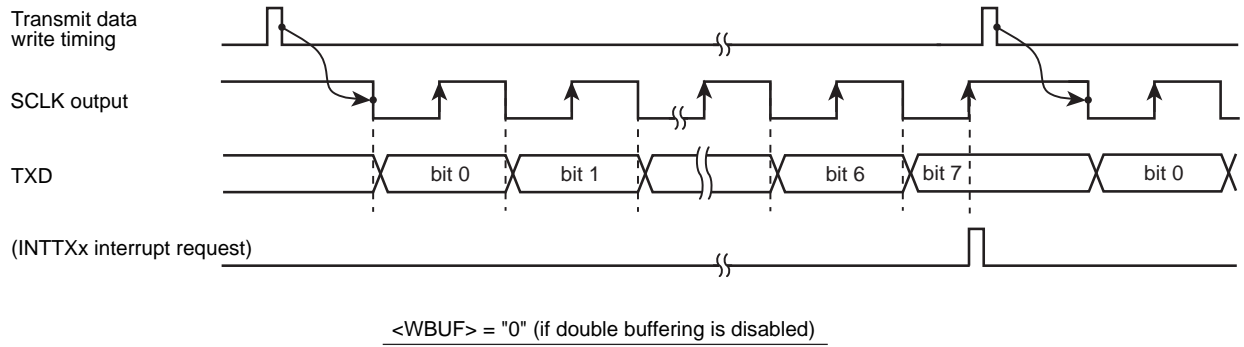 Transmit data
write timing
SCLK output
TXD
bit 0
bit 1
bit 6
bit 7
bit 0
(INTTXx interrupt request)
<WBUF> = "0" (if double buffering is disabled)